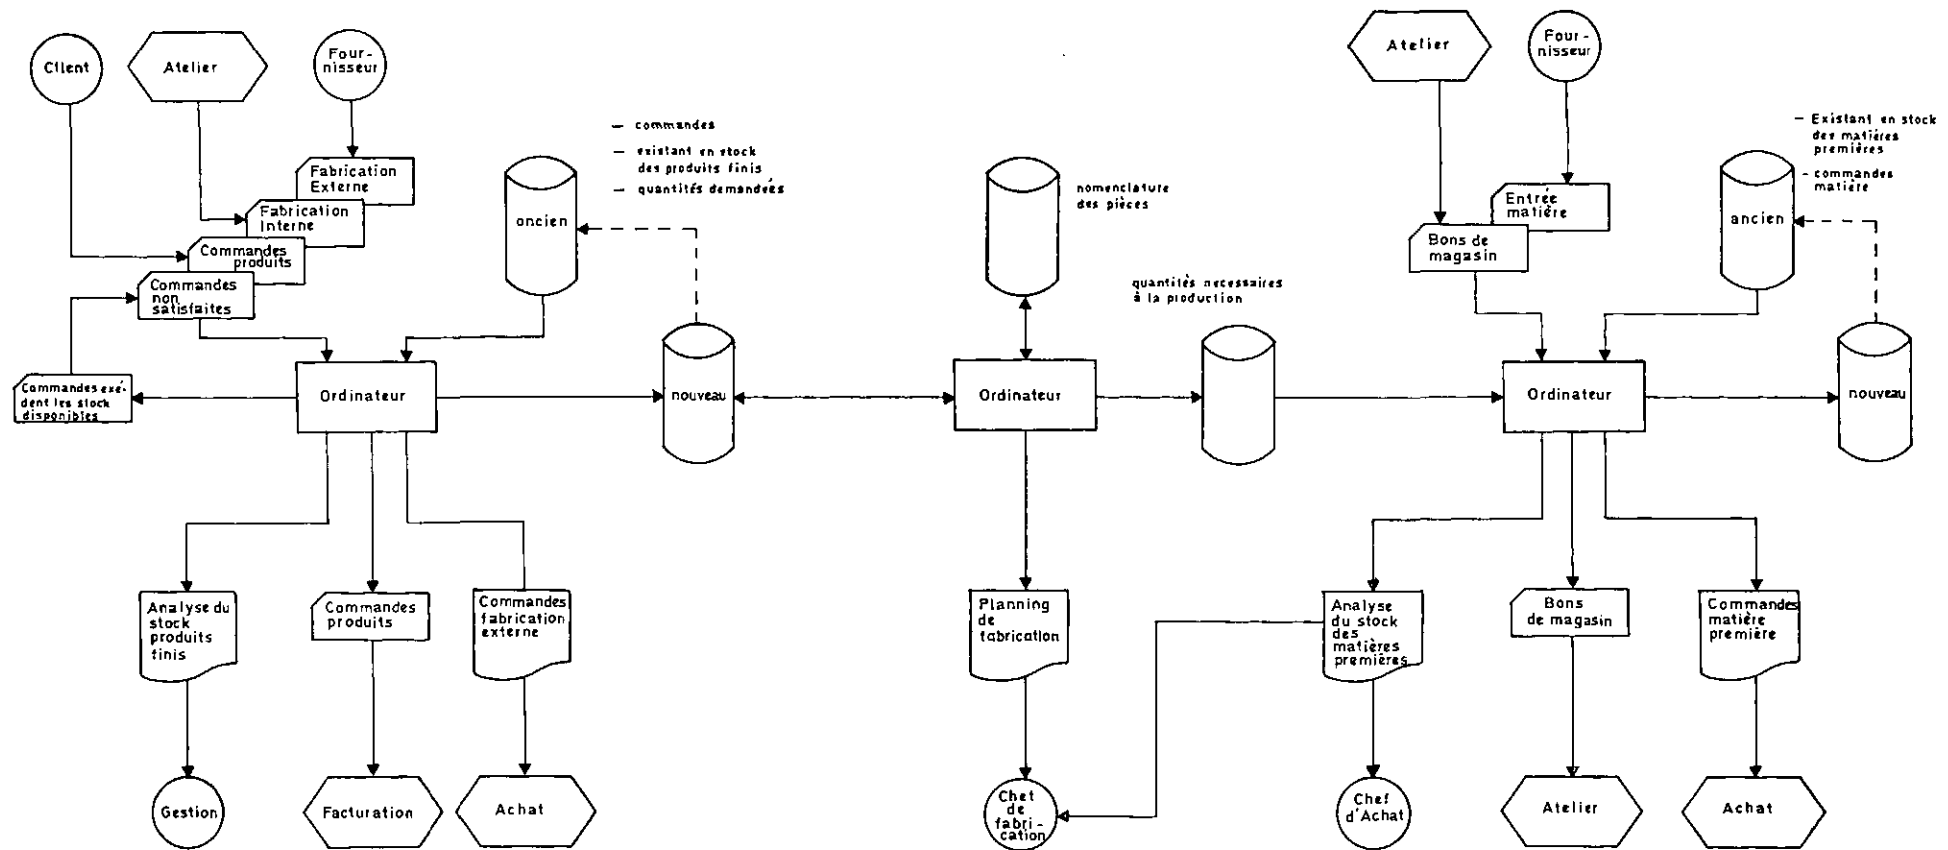 Client
Atelier
Four-
nisseur
Fabrication
Externe
Fabrication
Interne
Commandes
produits
Commandes
non
satisfaites
Commandes exé-
dent les stock
disponibles
Ordinateur
ancien
— commandes
— existant en stock
des produits finis
— quantités demandées
nouveau
Analyse du
stock
produits
finis
Commandes
produits
Commandes
fabrication
externe
Gestion
Facturation
Achat
nomenclature
des pièces
Ordinateur
quantités necessaires
à la production
Planning
de
fabrication
Chef
de
fabri-
cation
Atelier
Four-
nisseur
Entrée
matière
Bons de
magasin
ancien
— Existant en stock
des matières
premières
- commandes
matière
Ordinateur
nouveau
Analyse
du stock
des
matières
premières
Bons
de magasin
Commandes
matière
première
Chef
d'Achat
Atelier
Achat